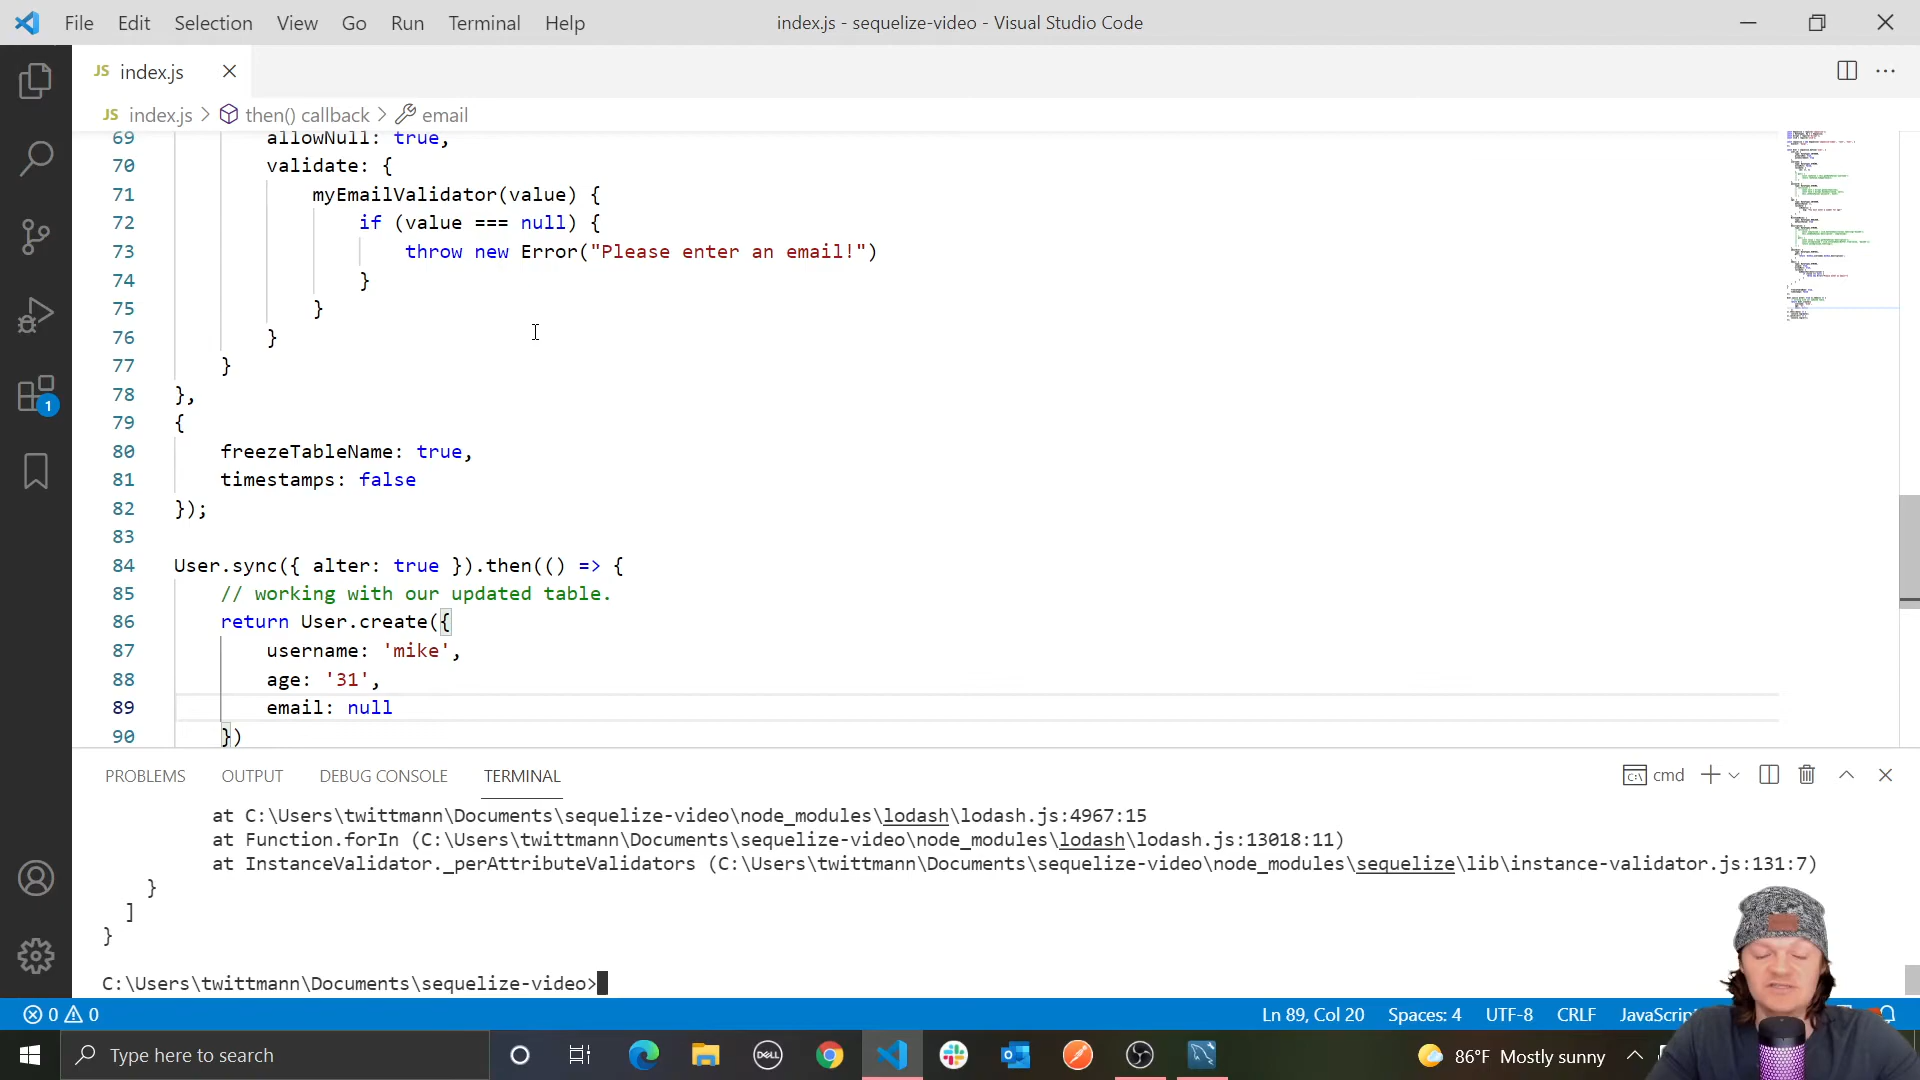 File Edit Selection View Go Run Terminal Help
index.js - sequelize-video - Visual Studio Code
JS index.js
JS index.js > then() callback > email
69 allowNull: true,
70 validate: {
71 myEmailValidator(value) {
72 if (value === null) {
73 throw new Error("Please enter an email!")
74 }
75 }
76 }
77 }
78 },
79 {
80 freezeTableName: true,
81 timestamps: false
82 });
83
84 User.sync({ alter: true }).then(() => {
85 // working with our updated table.
86 return User.create({
87 username: 'mike',
88 age: '31',
89 email: null
90 })
1
PROBLEMS OUTPUT DEBUG CONSOLE TERMINAL
cmd
at C:\Users\twittmann\Documents\sequelize-video\node_modules\lodash\lodash.js:4967:15
at Function.forIn (C:\Users\twittmann\Documents\sequelize-video\node_modules\lodash\lodash.js:13018:11)
at InstanceValidator._perAttributeValidators (C:\Users\twittmann\Documents\sequelize-video\node_modules\sequelize\lib\instance-validator.js:131:7)
}
]
}
C:\Users\twittmann\Documents\sequelize-video>
0 0
Ln 89, Col 20 Spaces: 4 UTF-8 CRLF
Type here to search
DELL
86°F Mostly sunny